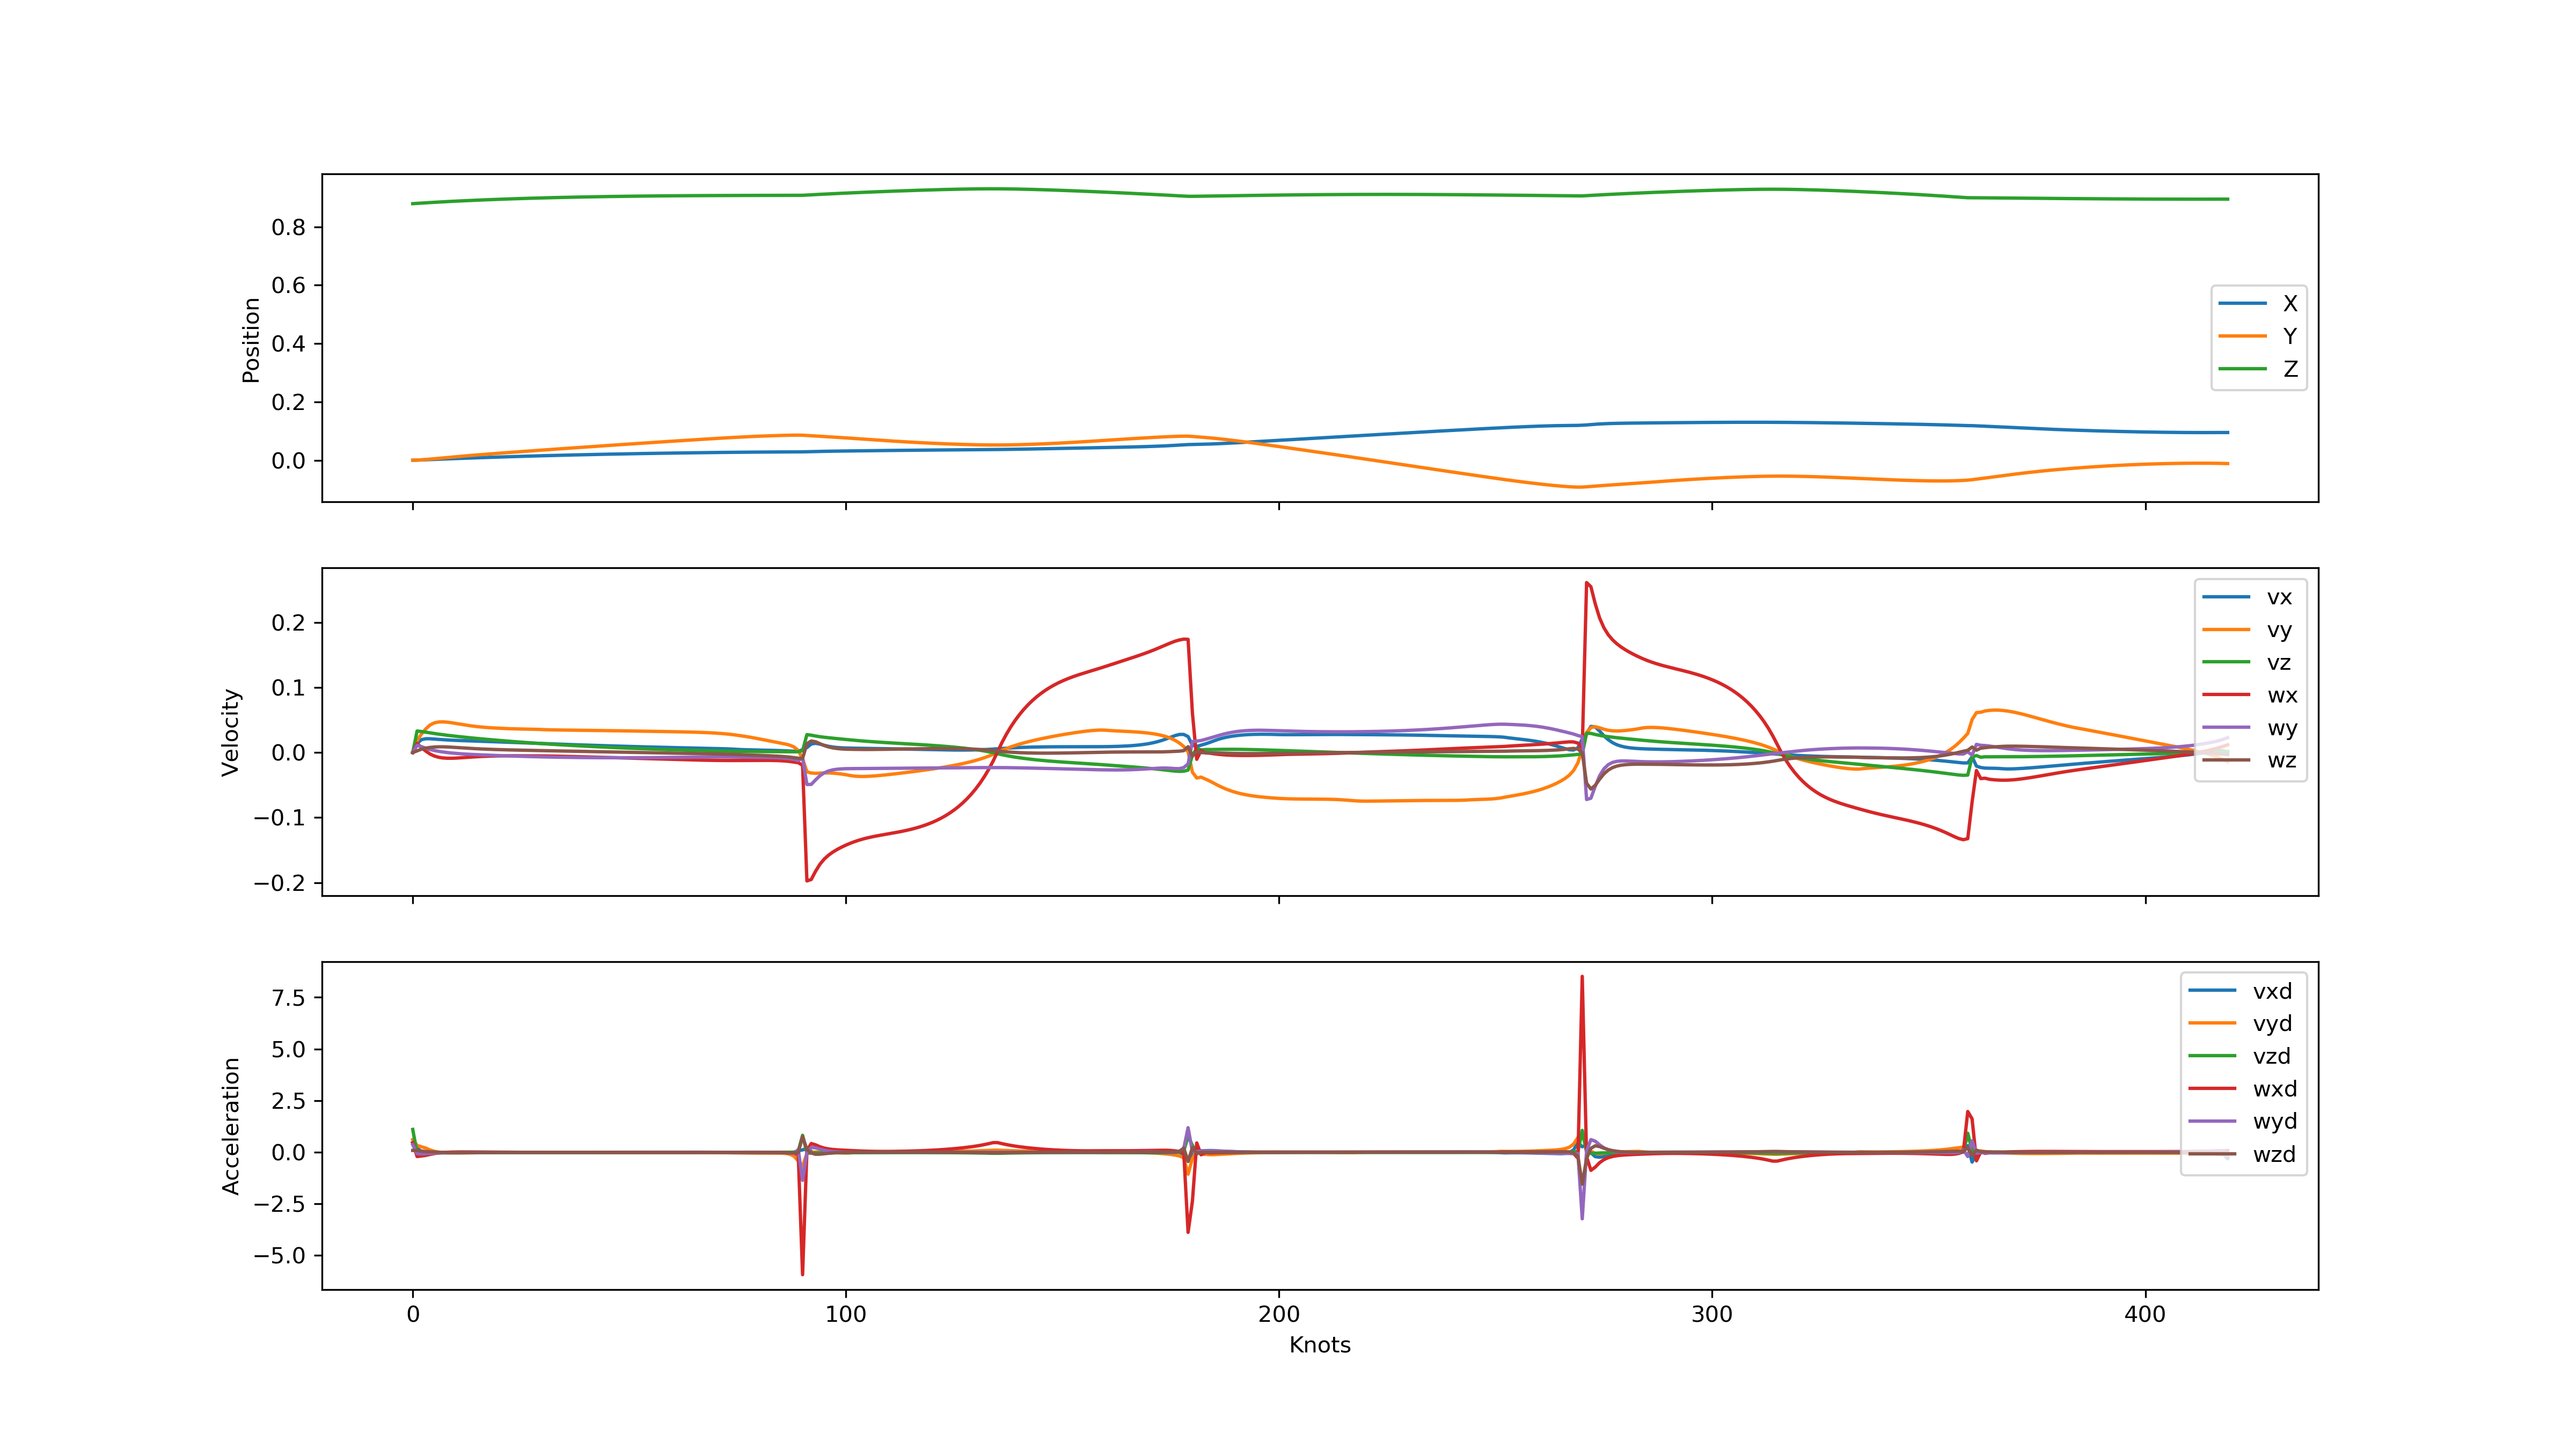 0.8
0.6
0.4
0.2
0.0
Position
X
Y
Z
0.2
0.1
0.0
−0.1
−0.2
Velocity
vx
vy
vz
wx
wy
wz
7.5
5.0
2.5
0.0
−2.5
−5.0
Acceleration
vxd
vyd
vzd
wxd
wyd
wzd
0 100 200 300 400
Knots